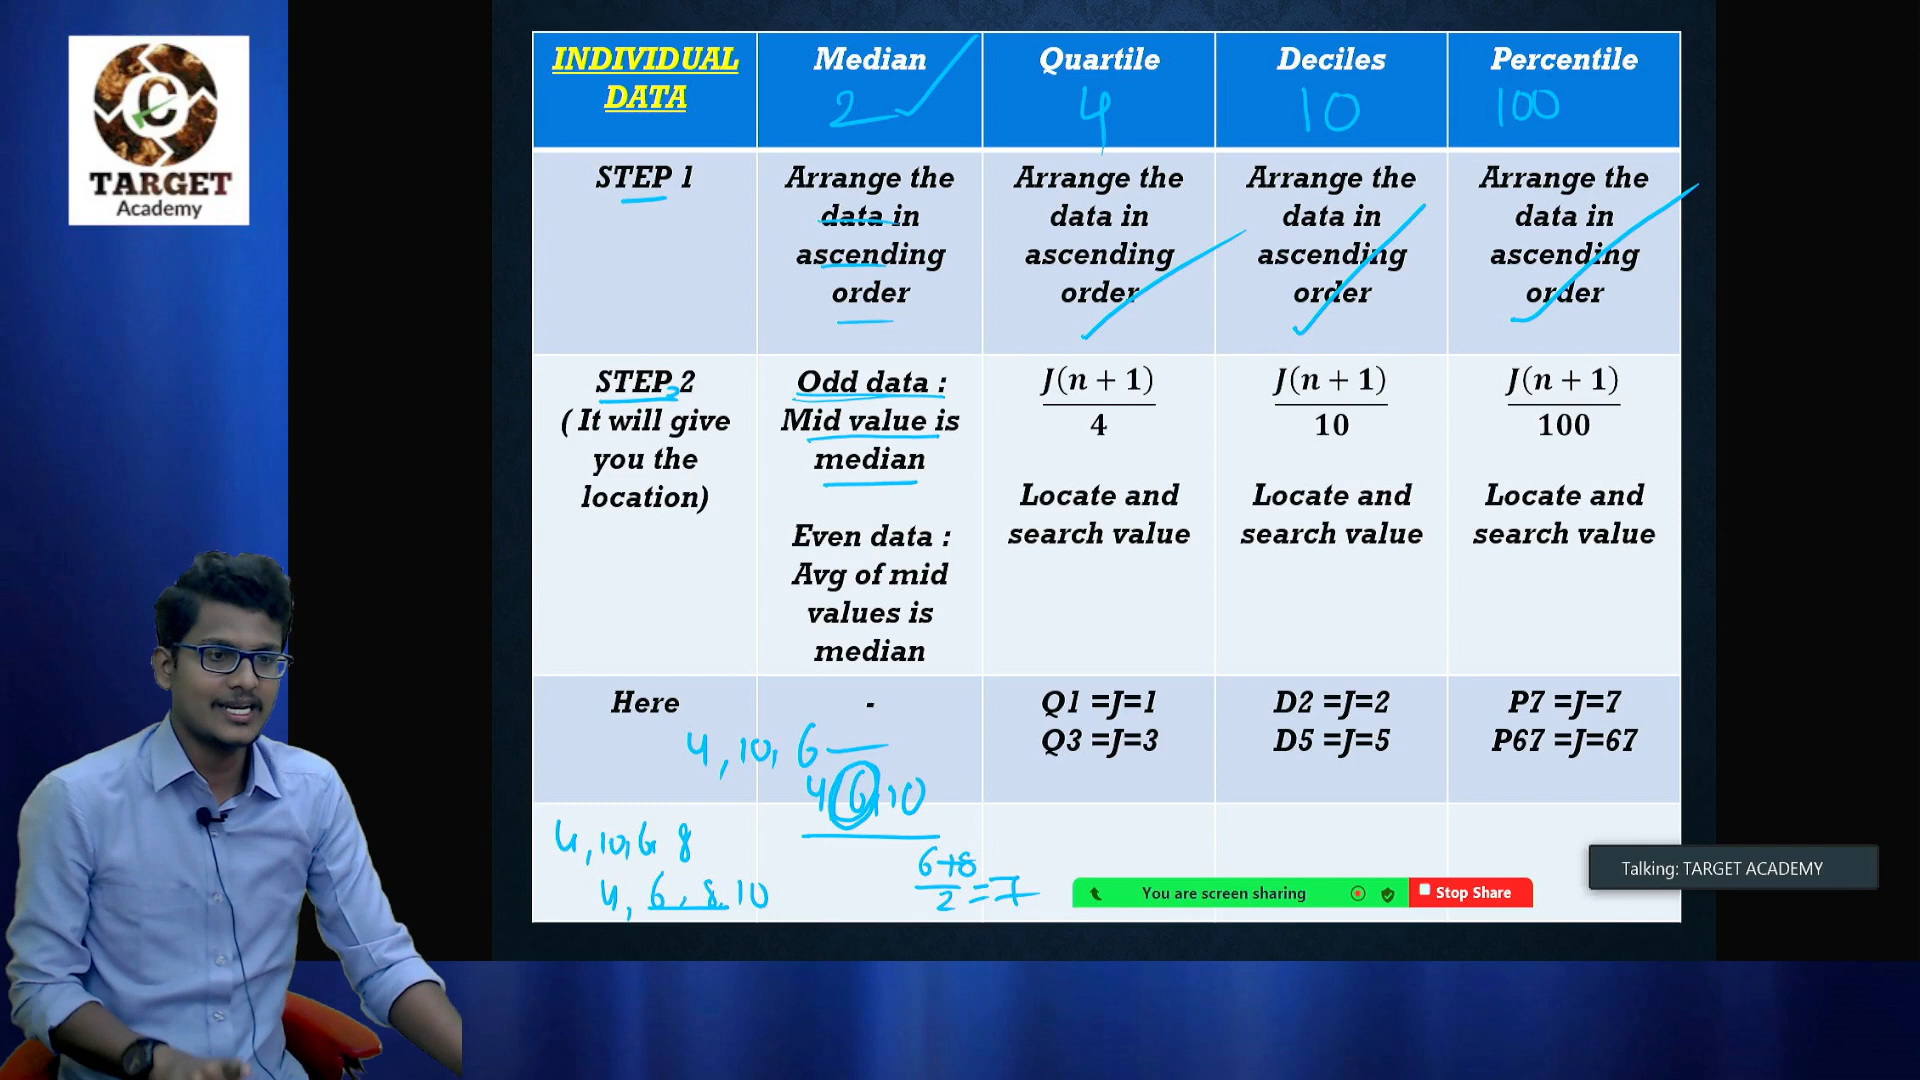 C
TARGET
Academy
INDIVIDUAL
DATA
Median
2
Quartile
4
Deciles
10
Percentile
100
STEP 1
Arrange the
data in
ascending
order
Arrange the
data in
ascending
order
Arrange the
data in
ascending
order
Arrange the
data in
ascending
order
STEP 2
( It will give
you the
location)
Odd data :
Mid value is
median
Even data :
Avg of mid
values is
median
J(n + 1)
4
Locate and
search value
J(n + 1)
10
Locate and
search value
J(n + 1)
100
Locate and
search value
Here
-
Q1 =J=1
Q3 =J=3
D2 =J=2
D5 =J=5
P7 =J=7
P67 =J=67
4, 10, 6
4 6, 10
4, 10, 6, 8
4, 6, 8, 10
6+8
2 = 7
You are screen sharing
Stop Share
Talking: TARGET ACADEMY